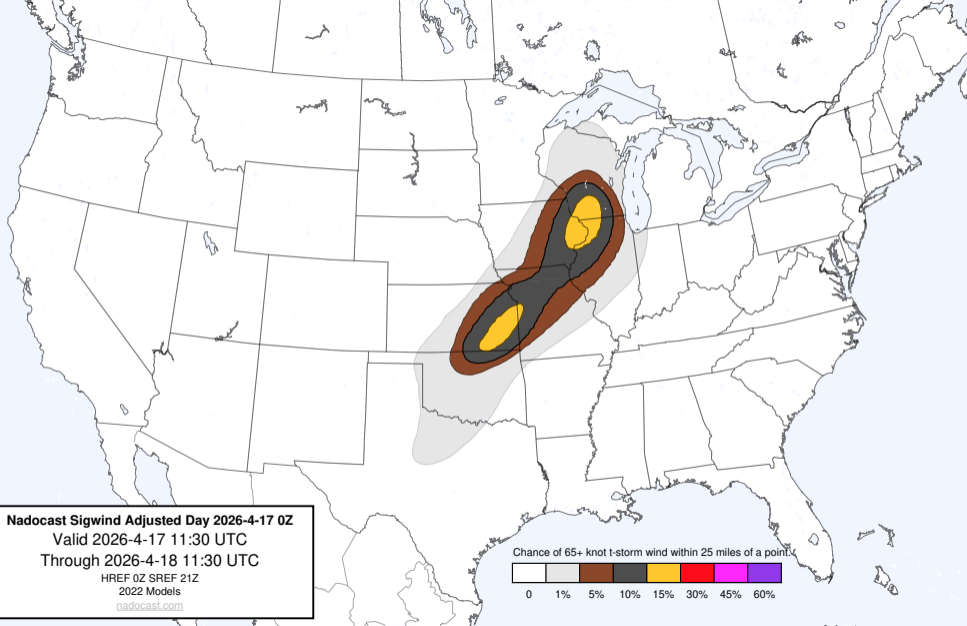 Nadocast Sigwind Adjusted Day 2026-4-17 0Z
Valid 2026-4-17 11:30 UTC
Through 2026-4-18 11:30 UTC
HREF 0Z SREF 21Z
2022 Models
nadocast.com
Chance of 65+ knot t-storm wind within 25 miles of a point.
0 1% 5% 10% 15% 30% 45% 60%